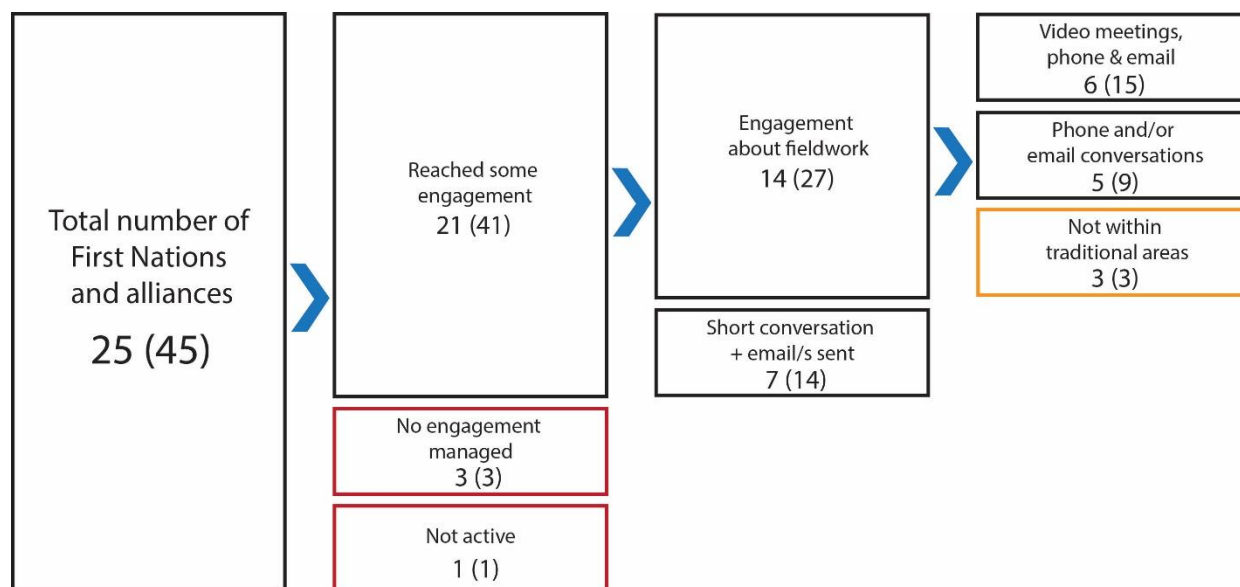 Total number of
First Nations
and alliances
25 (45)
Reached some
engagement
21 (41)
No engagement
managed
3 (3)
Not active
1 (1)
Engagement
about fieldwork
14 (27)
Short conversation
+ email/s sent
7 (14)
Video meetings,
phone & email
6 (15)
Phone and/or
email conversations
5 (9)
Not within
traditional areas
3 (3)